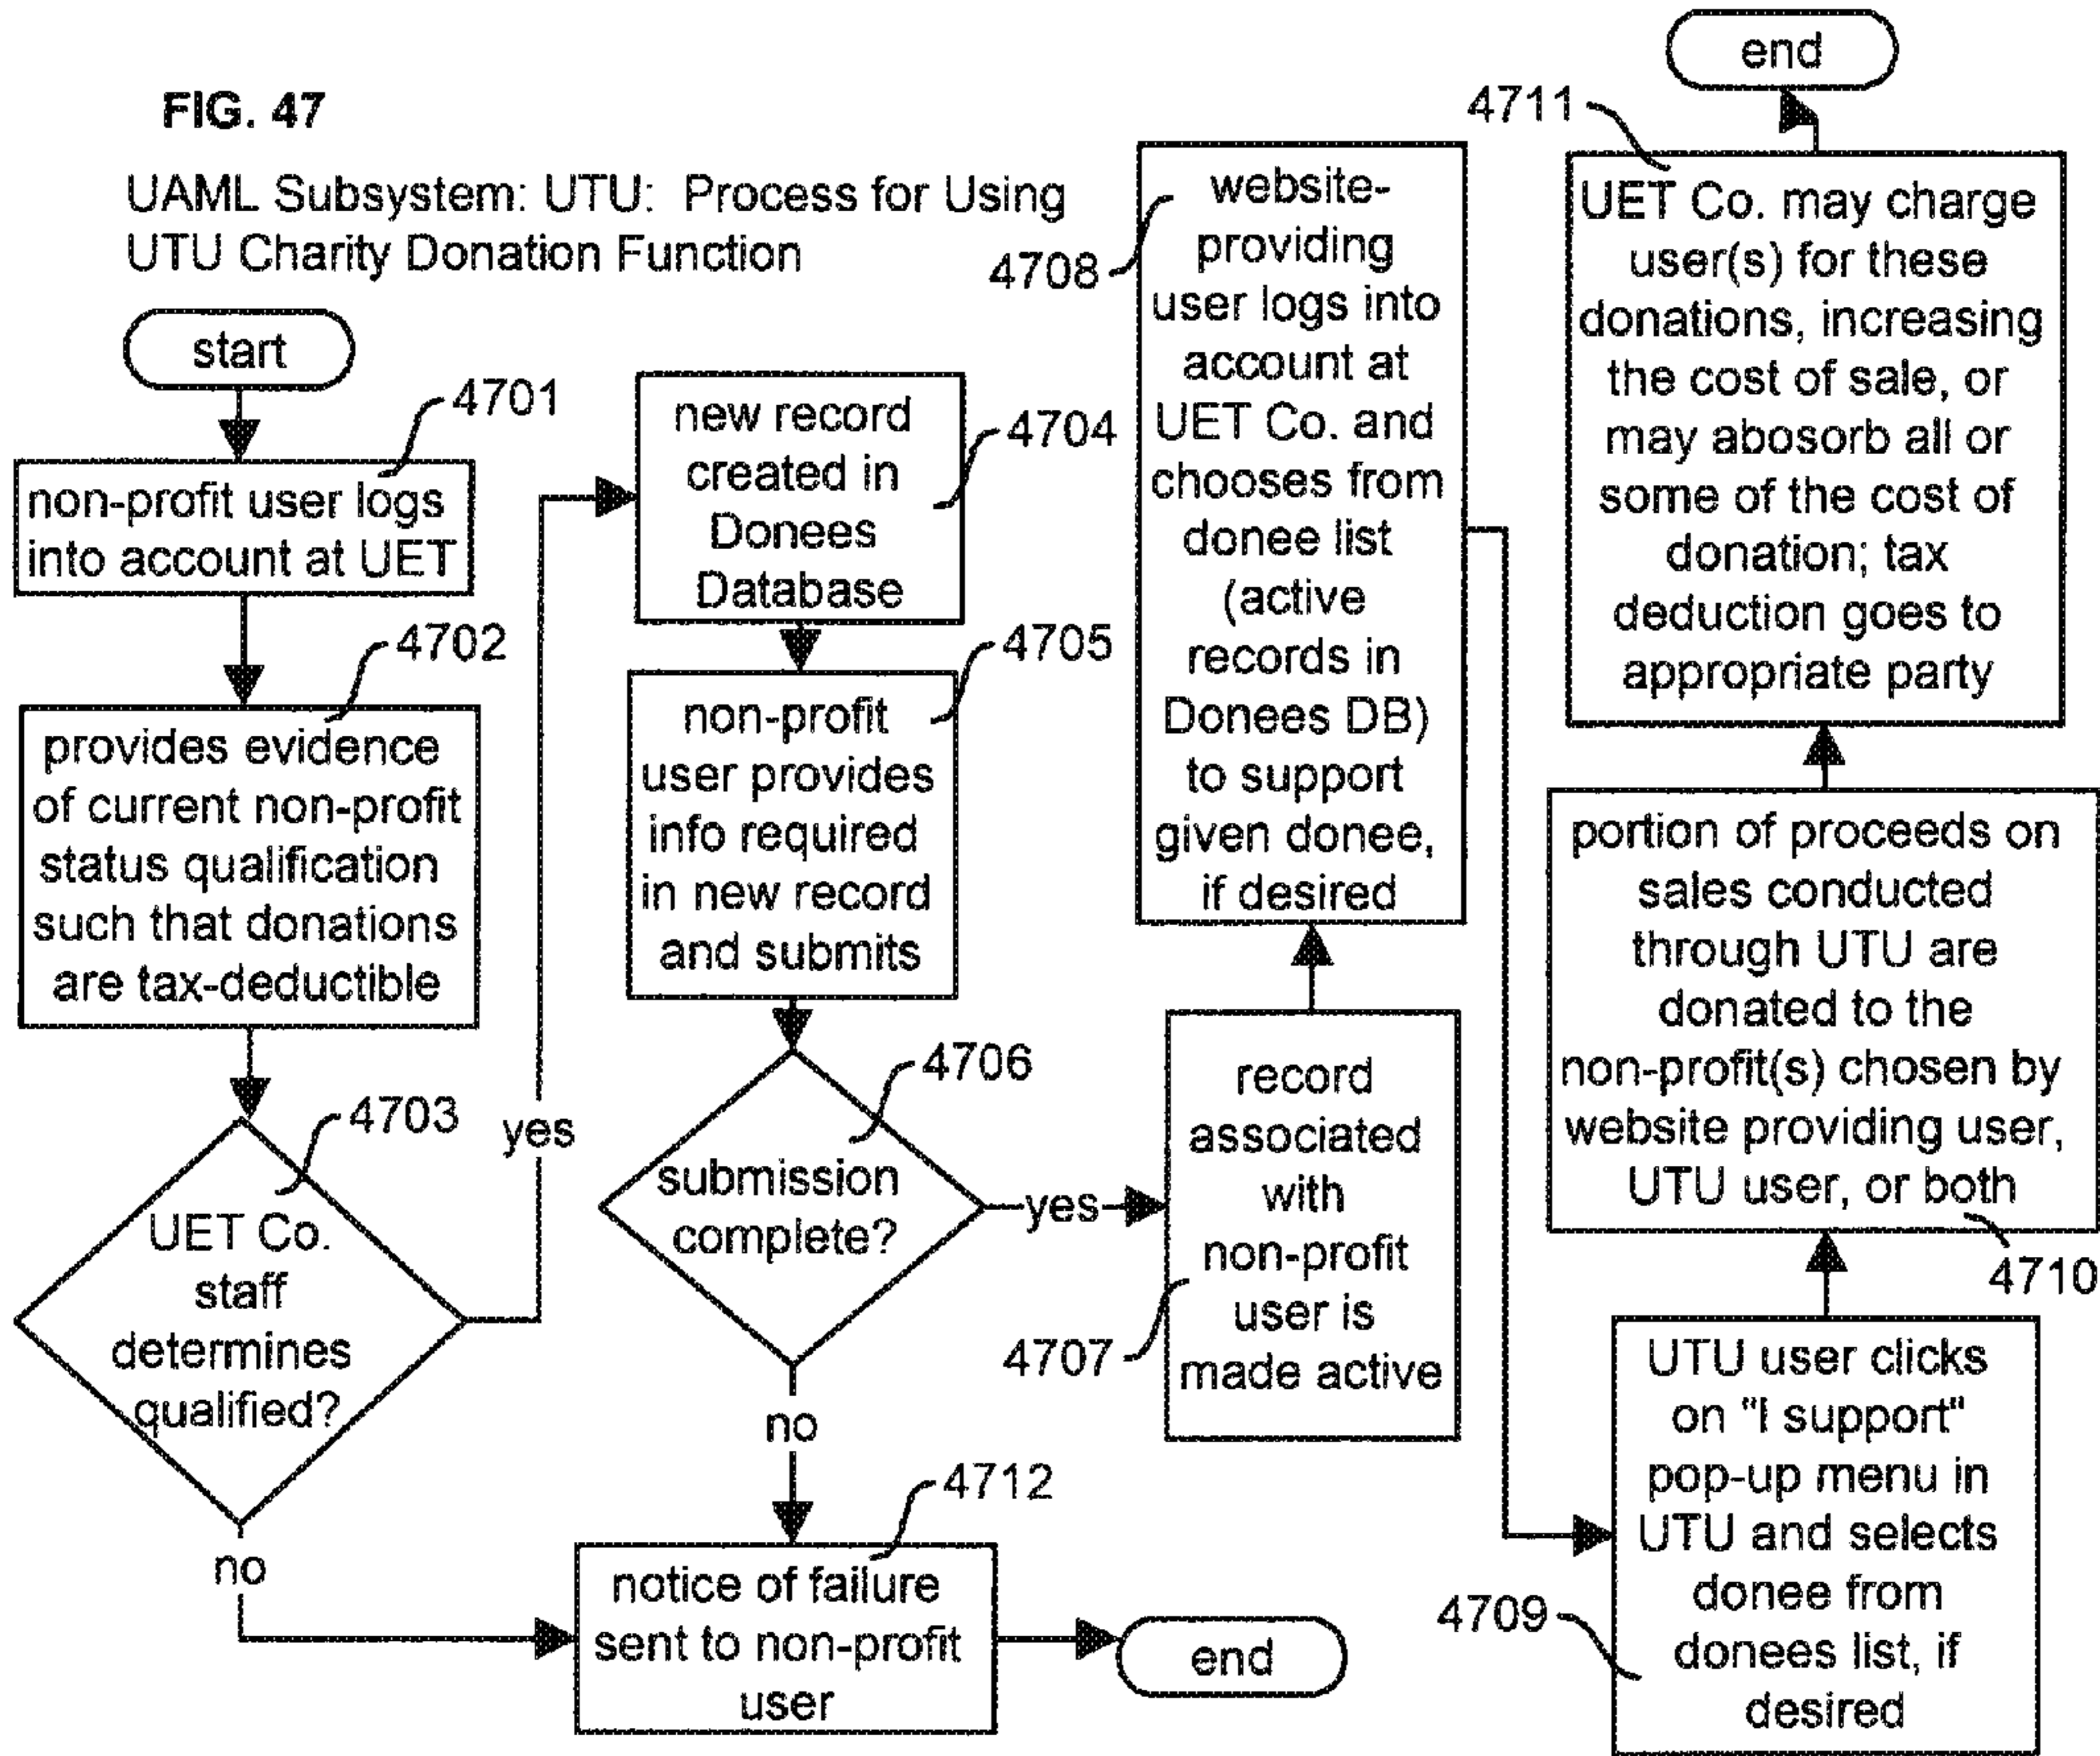 FIG. 47
UAML Subsystem: UTU: Process for Using
UTU Charity Donation Function
start
4701
non-profit user logs
into account at UET
4702
provides evidence
of current non-profit
status qualification
such that donations
are tax-deductible
4703
UET Co.
staff
determines
qualified?
yes
no
4704
new record
created in
Donees
Database
4705
non-profit
user provides
info required
in new record
and submits
4706
submission
complete?
yes
no
4712
notice of failure
sent to non-profit
user
end
4707
record
associated
with
non-profit
user is
made active
4708
website-
providing
user logs into
account at
UET Co. and
chooses from
donee list
(active
records in
Donees DB)
to support
given donee,
if desired
4709
UTU user clicks
on "I support"
pop-up menu in
UTU and selects
donee from
donees list, if
desired
4710
portion of proceeds on
sales conducted
through UTU are
donated to the
non-profit(s) chosen by
website providing user,
UTU user, or both
4711
UET Co. may charge
user(s) for these
donations, increasing
the cost of sale, or
may abosorb all or
some of the cost of
donation; tax
deduction goes to
appropriate party
end